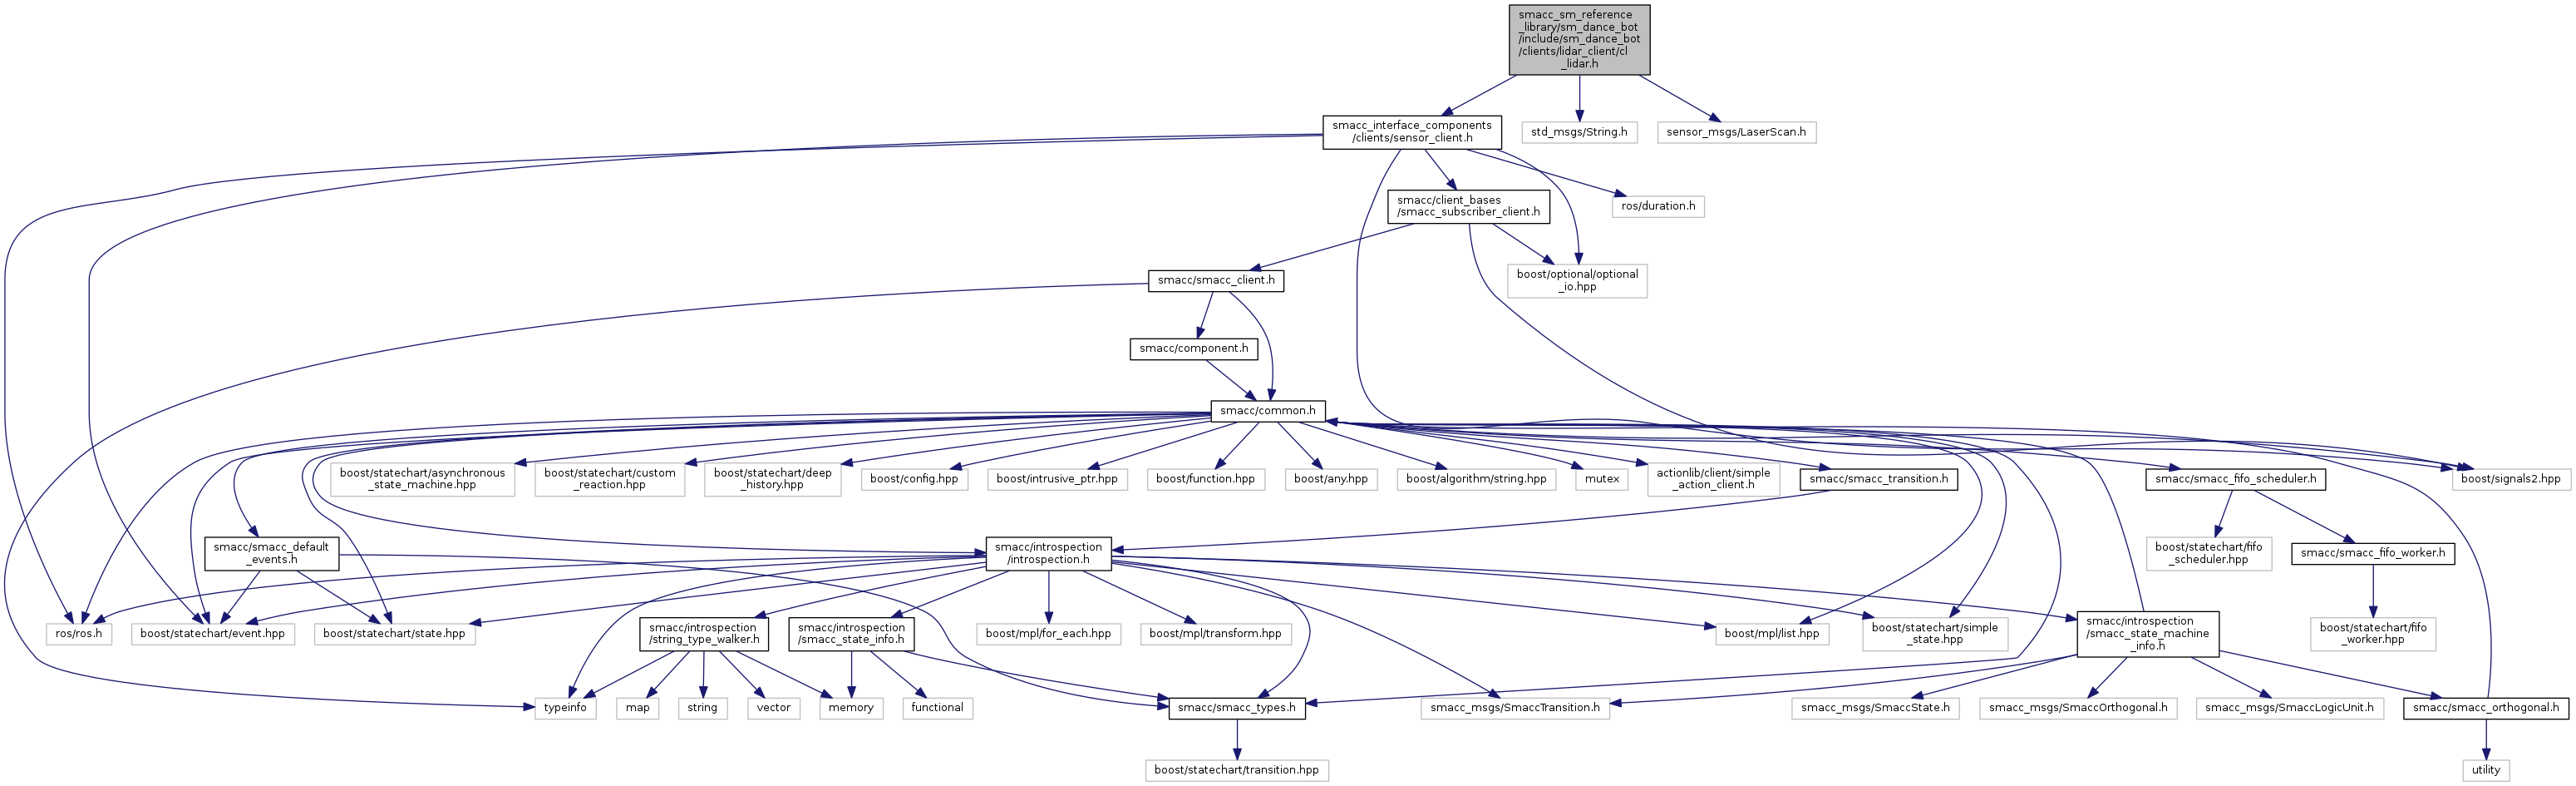 smacc_sm_reference
_library/sm_dance_bot
/include/sm_dance_bot
/clients/lidar_client/cl
_lidar.h
smacc_interface_components
/clients/sensor_client.h
std_msgs/String.h
sensor_msgs/LaserScan.h
smacc/client_bases
/smacc_subscriber_client.h
ros/duration.h
smacc/smacc_client.h
boost/optional/optional
_io.hpp
smacc/component.h
smacc/common.h
boost/statechart/asynchronous
_state_machine.hpp
boost/statechart/custom
_reaction.hpp
boost/statechart/deep
_history.hpp
boost/config.hpp
boost/intrusive_ptr.hpp
boost/function.hpp
boost/any.hpp
boost/algorithm/string.hpp
mutex
actionlib/client/simple
_action_client.h
smacc/smacc_transition.h
smacc/smacc_fifo_scheduler.h
boost/signals2.hpp
smacc/smacc_default
_events.h
smacc/introspection
/introspection.h
boost/statechart/fifo
_scheduler.hpp
smacc/smacc_fifo_worker.h
ros/ros.h
boost/statechart/event.hpp
boost/statechart/state.hpp
smacc/introspection
/string_type_walker.h
smacc/introspection
/smacc_state_info.h
boost/mpl/for_each.hpp
boost/mpl/transform.hpp
boost/mpl/list.hpp
boost/statechart/simple
_state.hpp
smacc/introspection
/smacc_state_machine
_info.h
boost/statechart/fifo
_worker.hpp
typeinfo
map
string
vector
memory
functional
smacc/smacc_types.h
smacc_msgs/SmaccTransition.h
smacc_msgs/SmaccState.h
smacc_msgs/SmaccOrthogonal.h
smacc_msgs/SmaccLogicUnit.h
smacc/smacc_orthogonal.h
boost/statechart/transition.hpp
utility